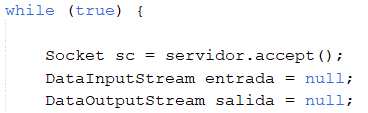 while (true) {
Socket sc = servidor.accept();
DataInputStream entrada = null;
DataOutputStream salida = null;